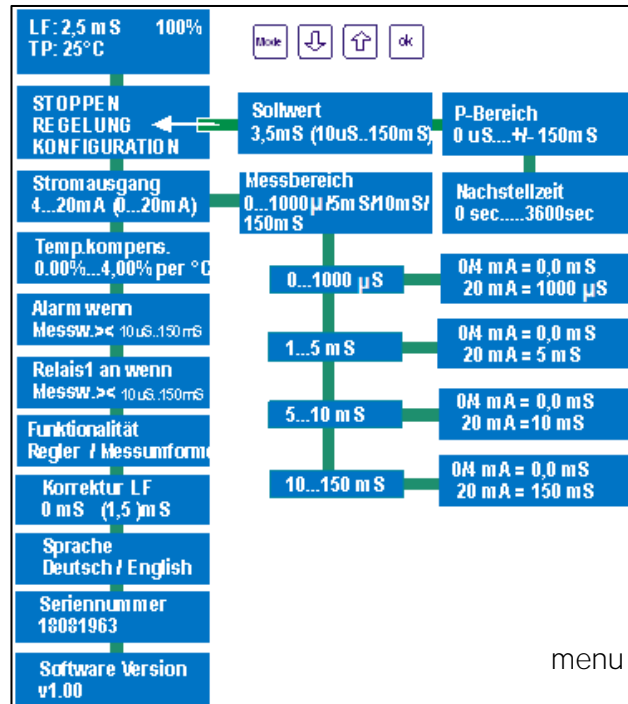 LF: 2,5 mS 100%
TP: 25°C
Mode
ok
STOPPEN
REGELUNG
KONFIGURATION
Sollwert
3,5mS (10uS..150mS)
P-Bereich
0 uS....+/- 150mS
Stromausgang
4...20mA (0...20mA)
Messbereich
0...1000µ/5mS/10mS/
150mS
Nachstellzeit
0 sec.....3600sec
Temp.kompens.
0.00%...4,00% per °C
0...1000 µS
0/4 mA = 0,0 mS
20 mA = 1000 µS
Alarm wenn
Messw.>< 10uS..150mS
1...5 mS
0/4 mA = 0,0 mS
20 mA = 5 mS
Relais1 an wenn
Messw.>< 10uS..150mS
5...10 mS
0/4 mA = 0,0 mS
20 mA = 10 mS
Funktionalität
Regler / Messumforme
10...150 mS
0/4 mA = 0,0 mS
20 mA = 150 mS
Korrektur LF
0 mS (1,5 )mS
Sprache
Deutsch / English
Seriennummer
18081963
Software Version
v1.00
menu